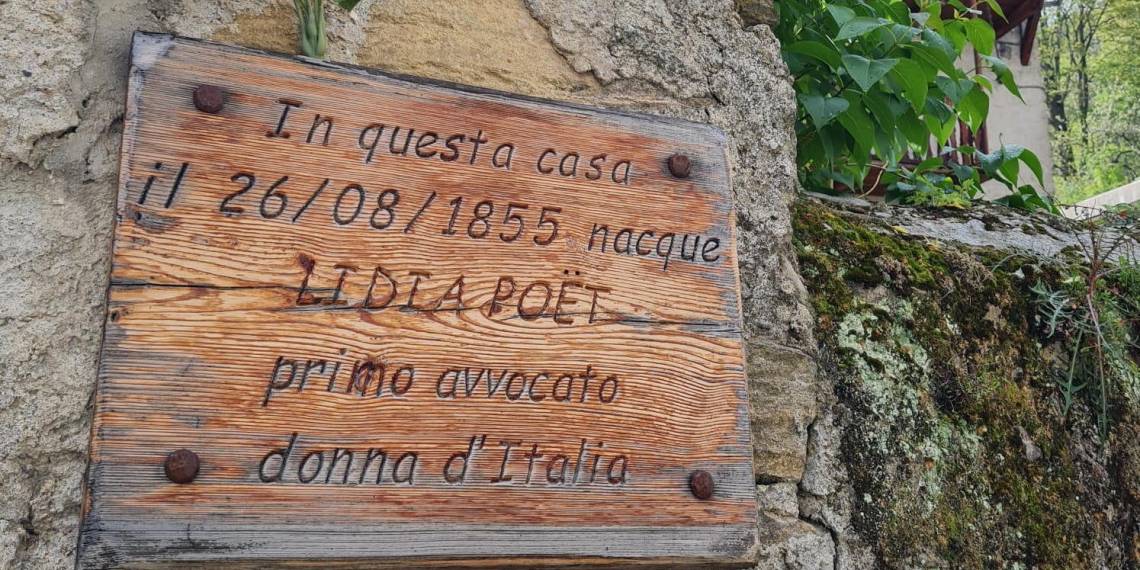 In questa casa
il 26/08/1855 nacque
LIDIA POËT
primo avvocato
donna d'Italia